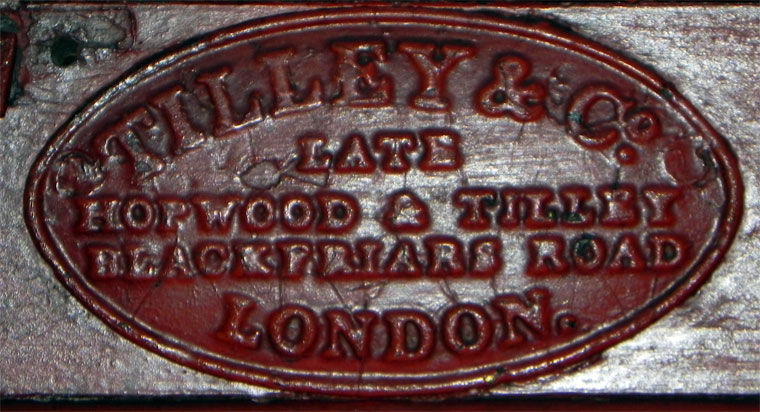 TILLEY & Co.
LATE
HOPWOOD & TILLEY
BLACKFRIARS ROAD
LONDON.